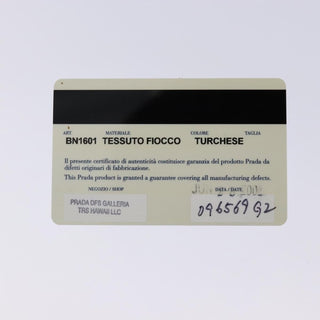 ART. MATERIALE COLORE TAGLIA
BN1601 TESSUTO FIOCCO TURCHESE
Il presente certificato di autenticità costituisce garanzia del prodotto Prada da
difetti originari di fabbricazione.
This Prada product is granted a guarantee covering all manufacturing defects.
NEGOZIO / SHOP DATA / DATE
PRADA DFS GALLERIA
TRS HAWAII LLC
096569 G2